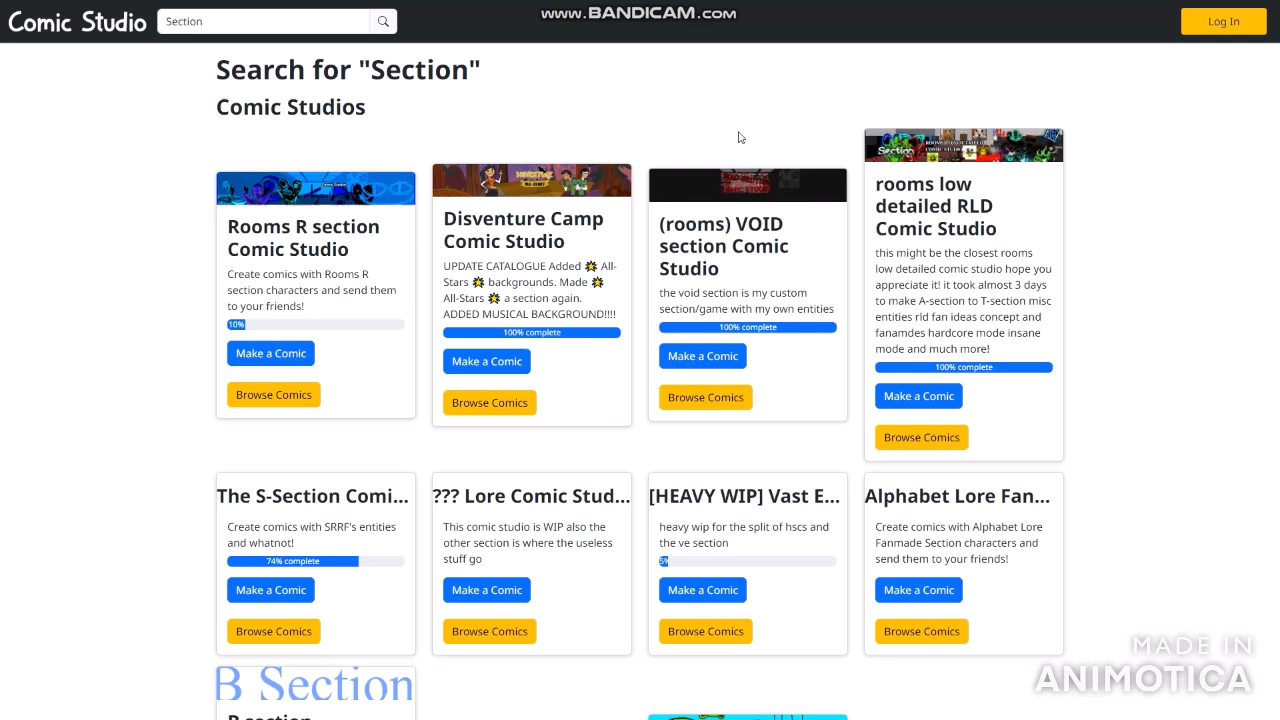 Comic Studio
Section
www.BANDICAM.com
Log In
Search for "Section"
Comic Studios
Comic Studio
Rooms R section
Comic Studio
Create comics with Rooms R
section characters and send them
to your friends!
10%
Make a Comic
Browse Comics
Disventure Camp
Comic Studio
UPDATE CATALOGUE Added 🌟 All-
Stars 🌟 backgrounds. Made 🌟
All-Stars 🌟 a section again.
ADDED MUSICAL BACKGROUND!!!!
100% complete
Make a Comic
Browse Comics
(rooms) VOID
section Comic
Studio
the void section is my custom
section/game with my own entities
100% complete
Make a Comic
Browse Comics
Section
ROOMS LOW DETAILED
COMIC STUDIO
rooms low
detailed RLD
Comic Studio
this might be the closest rooms
low detailed comic studio hope you
appreciate it! it took almost 3 days
to make A-section to T-section misc
entities rld fan ideas concept and
fanamdes hardcore mode insane
mode and much more!
100% complete
Make a Comic
Browse Comics
The S-Section Comi...
Create comics with SRRF's entities
and whatnot!
74% complete
Make a Comic
Browse Comics
??? Lore Comic Stud...
This comic studio is WIP also the
other section is where the useless
stuff go
Make a Comic
Browse Comics
[HEAVY WIP] Vast E...
heavy wip for the split of hscs and
the ve section
5%
Make a Comic
Browse Comics
Alphabet Lore Fan...
Create comics with Alphabet Lore
Fanmade Section characters and
send them to your friends!
Make a Comic
Browse Comics
B Section
B section
MADE IN
ANIMOTICA